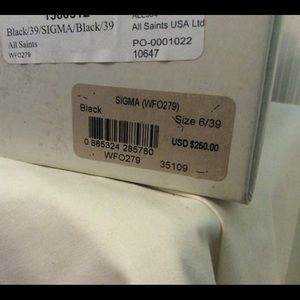 Black/39/SIGMA/Black/39
All Saints
WFO279
All Saints USA Ltd
PO-0001022
10647
SIGMA (WFO279)
Black
Size 6/39
USD $250.00
0 885324 285780
WFO279
35109